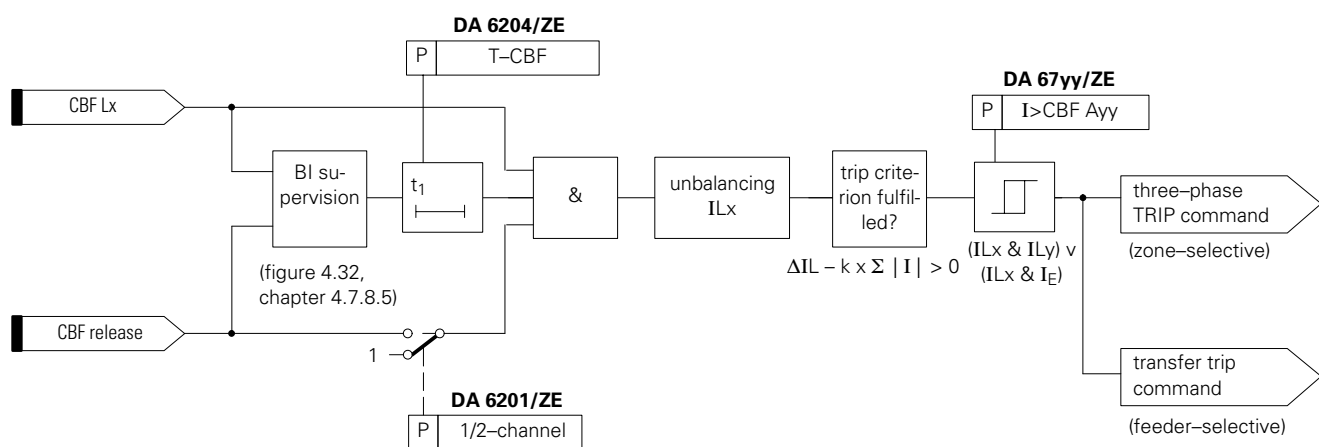 DA 6204/ZE
P
T–CBF
DA 67yy/ZE
P
I>CBF Ayy
CBF Lx
BI su-
pervision
t1
&
unbalancing
ILx
trip crite-
rion fulfil-
led?
three–phase
TRIP command
(zone–selective)
(figure 4.32,
chapter 4.7.8.5)
ΔIL – k x Σ | I | > 0
(ILx & ILy) v
(ILx & IE)
CBF release
1
transfer trip
command
(feeder–selective)
DA 6201/ZE
P
1/2–channel